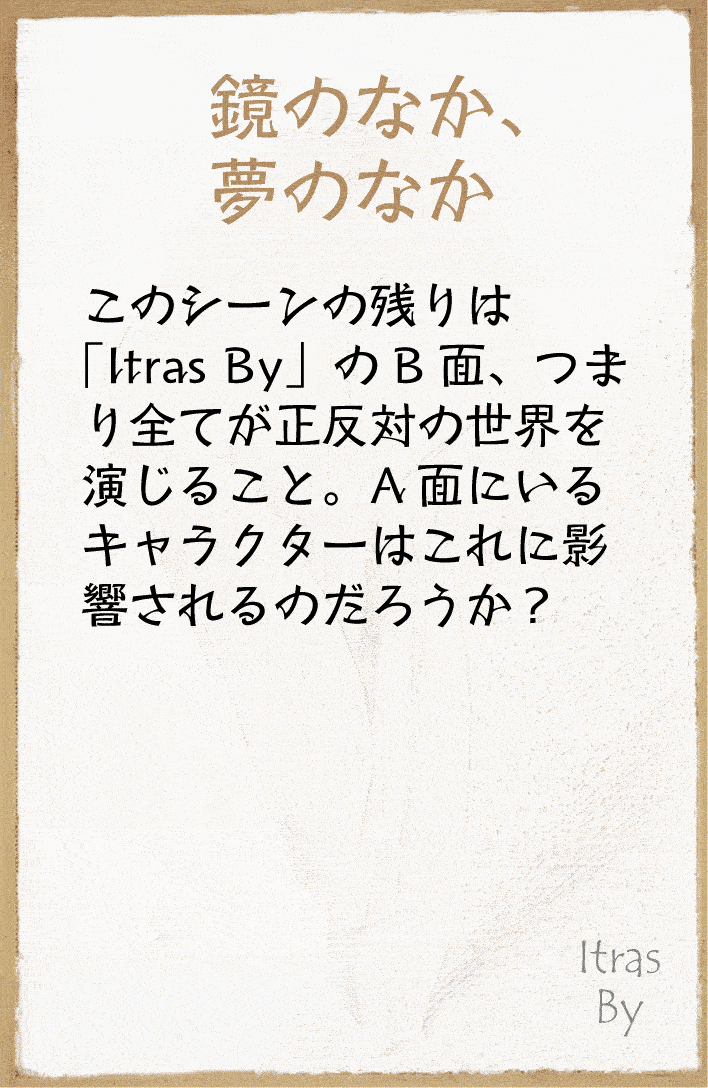 鏡のなか、
夢のなか
このシーンの残りは
「Itras By」のB面、つま
り全てが正反対の世界を
演じること。A面にいる
キャラクターはこれに影
響されるのだろうか？
Itras
By